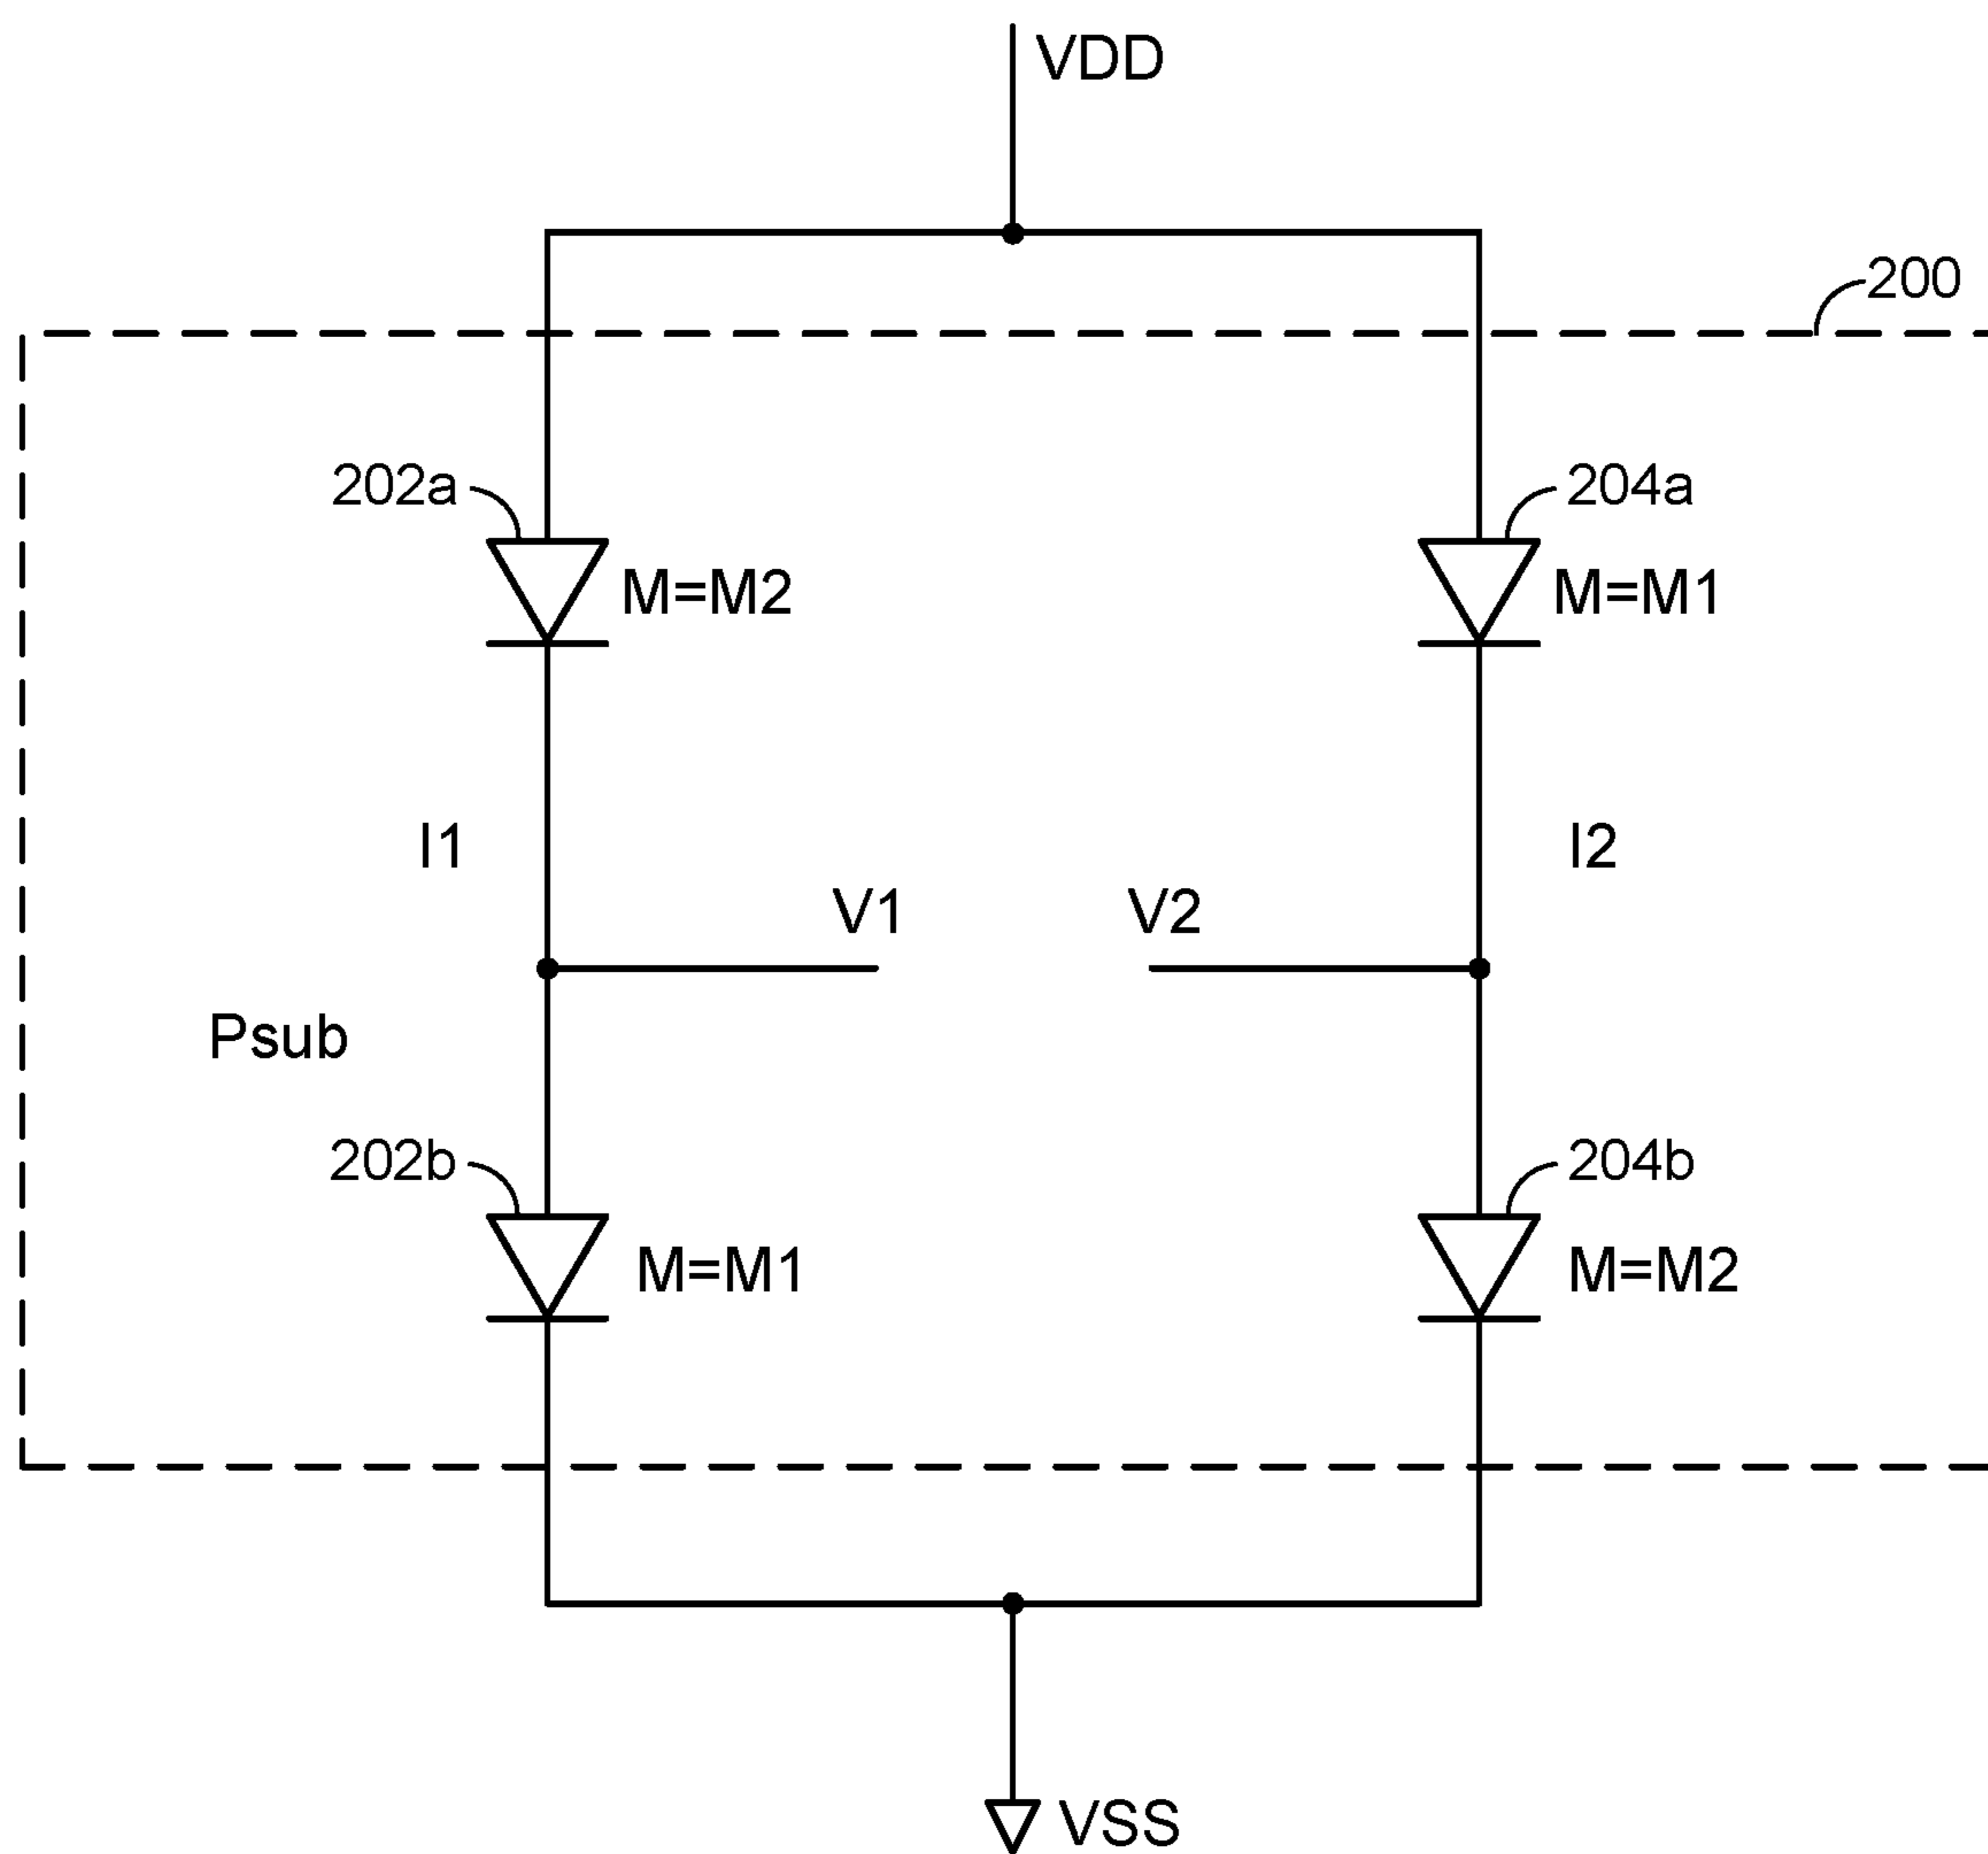 VDD
200
202a
204a
M=M2
M=M1
I1
I2
V1
V2
Psub
202b
204b
M=M1
M=M2
VSS